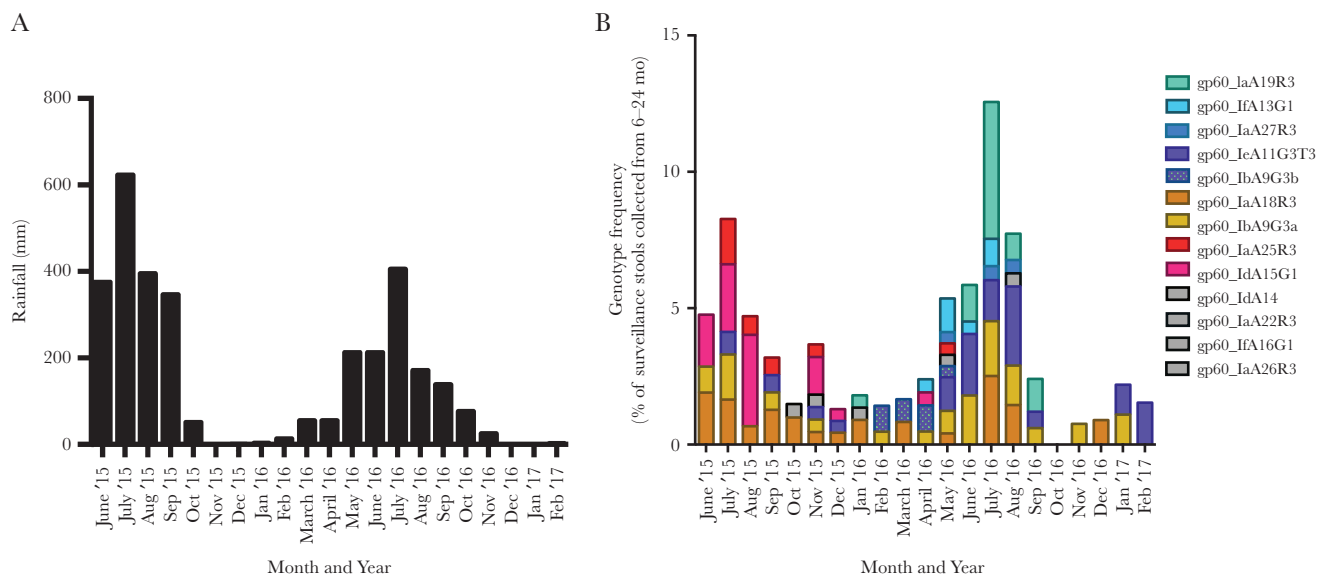 A
Rainfall (mm)
800
600
400
200
0
June '15
July '15
Aug '15
Sep '15
Oct '15
Nov '15
Dec '15
Jan '16
Feb '16
March '16
April '16
May '16
June '16
July '16
Aug '16
Sep '16
Oct '16
Nov '16
Dec '16
Jan '17
Feb '17
Month and Year
B
Genotype frequency
(% of surveillance stools collected from 6–24 mo)
15
10
5
0
June '15
July '15
Aug '15
Sep '15
Oct '15
Nov '15
Dec '15
Jan '16
Feb '16
March '16
April '16
May '16
June '16
July '16
Aug '16
Sep '16
Oct '16
Nov '16
Dec '16
Jan '17
Feb '17
Month and Year
gp60_laA19R3
gp60_IfA13G1
gp60_IaA27R3
gp60_IeA11G3T3
gp60_IbA9G3b
gp60_IaA18R3
gp60_IbA9G3a
gp60_IaA25R3
gp60_IdA15G1
gp60_IdA14
gp60_IaA22R3
gp60_IfA16G1
gp60_IaA26R3